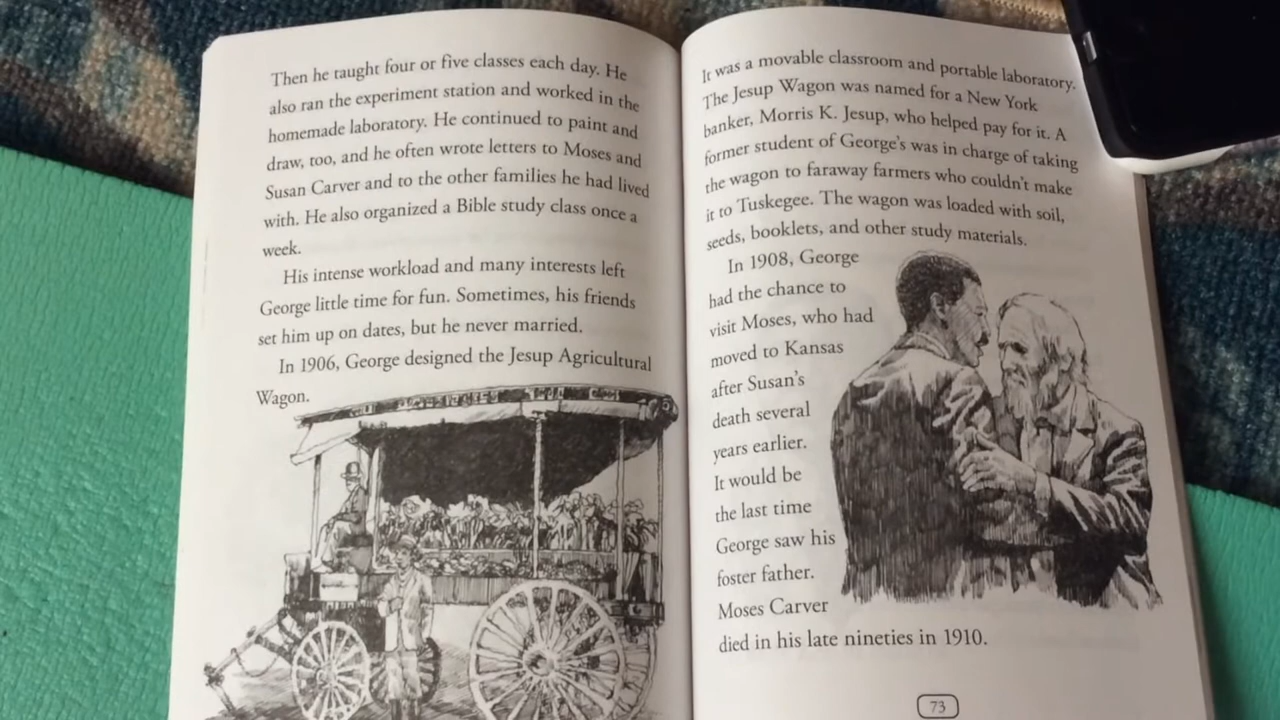 Then he taught four or five classes each day. He
also ran the experiment station and worked in the
homemade laboratory. He continued to paint and
draw, too, and he often wrote letters to Moses and
Susan Carver and to the other families he had lived
with. He also organized a Bible study class once a
week.
His intense workload and many interests left
George little time for fun. Sometimes, his friends
set him up on dates, but he never married.
In 1906, George designed the Jesup Agricultural
Wagon.
It was a movable classroom and portable laboratory.
The Jesup Wagon was named for a New York
banker, Morris K. Jesup, who helped pay for it. A
former student of George's was in charge of taking
the wagon to faraway farmers who couldn't make
it to Tuskegee. The wagon was loaded with soil,
seeds, booklets, and other study materials.
In 1908, George
had the chance to
visit Moses, who had
moved to Kansas
after Susan's
death several
years earlier.
It would be
the last time
George saw his
foster father.
Moses Carver
died in his late nineties in 1910.
73